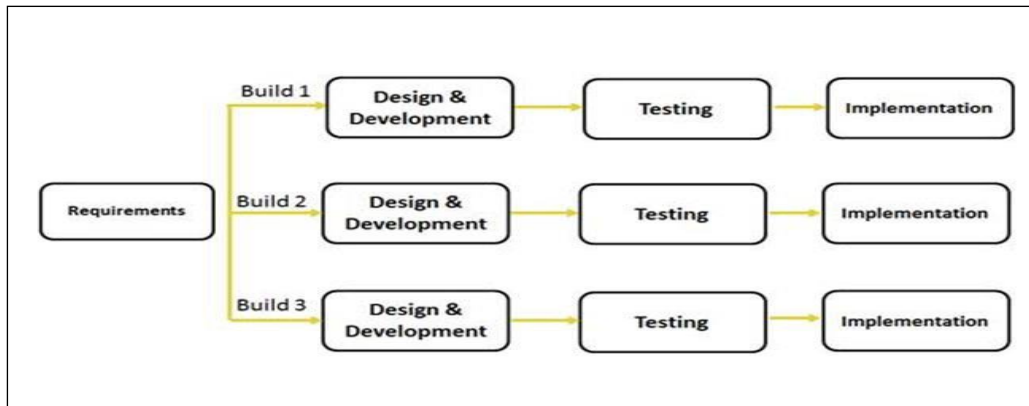 Build 1
Design &
Development
Testing
Implementation
Requirements
Build 2
Design &
Development
Testing
Implementation
Build 3
Design &
Development
Testing
Implementation